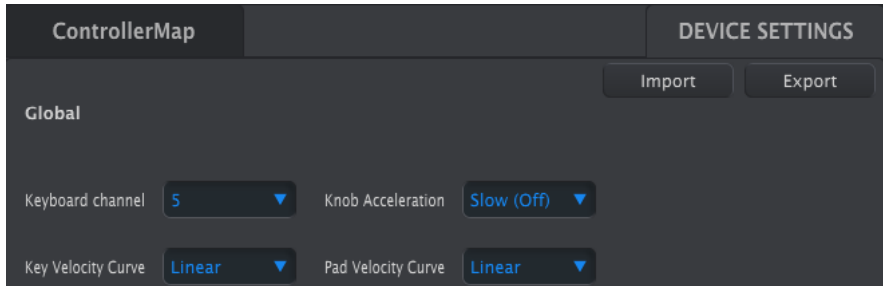 ControllerMap DEVICE SETTINGS
Import Export
Global
Keyboard channel 5 Knob Acceleration Slow (Off)
Key Velocity Curve Linear Pad Velocity Curve Linear